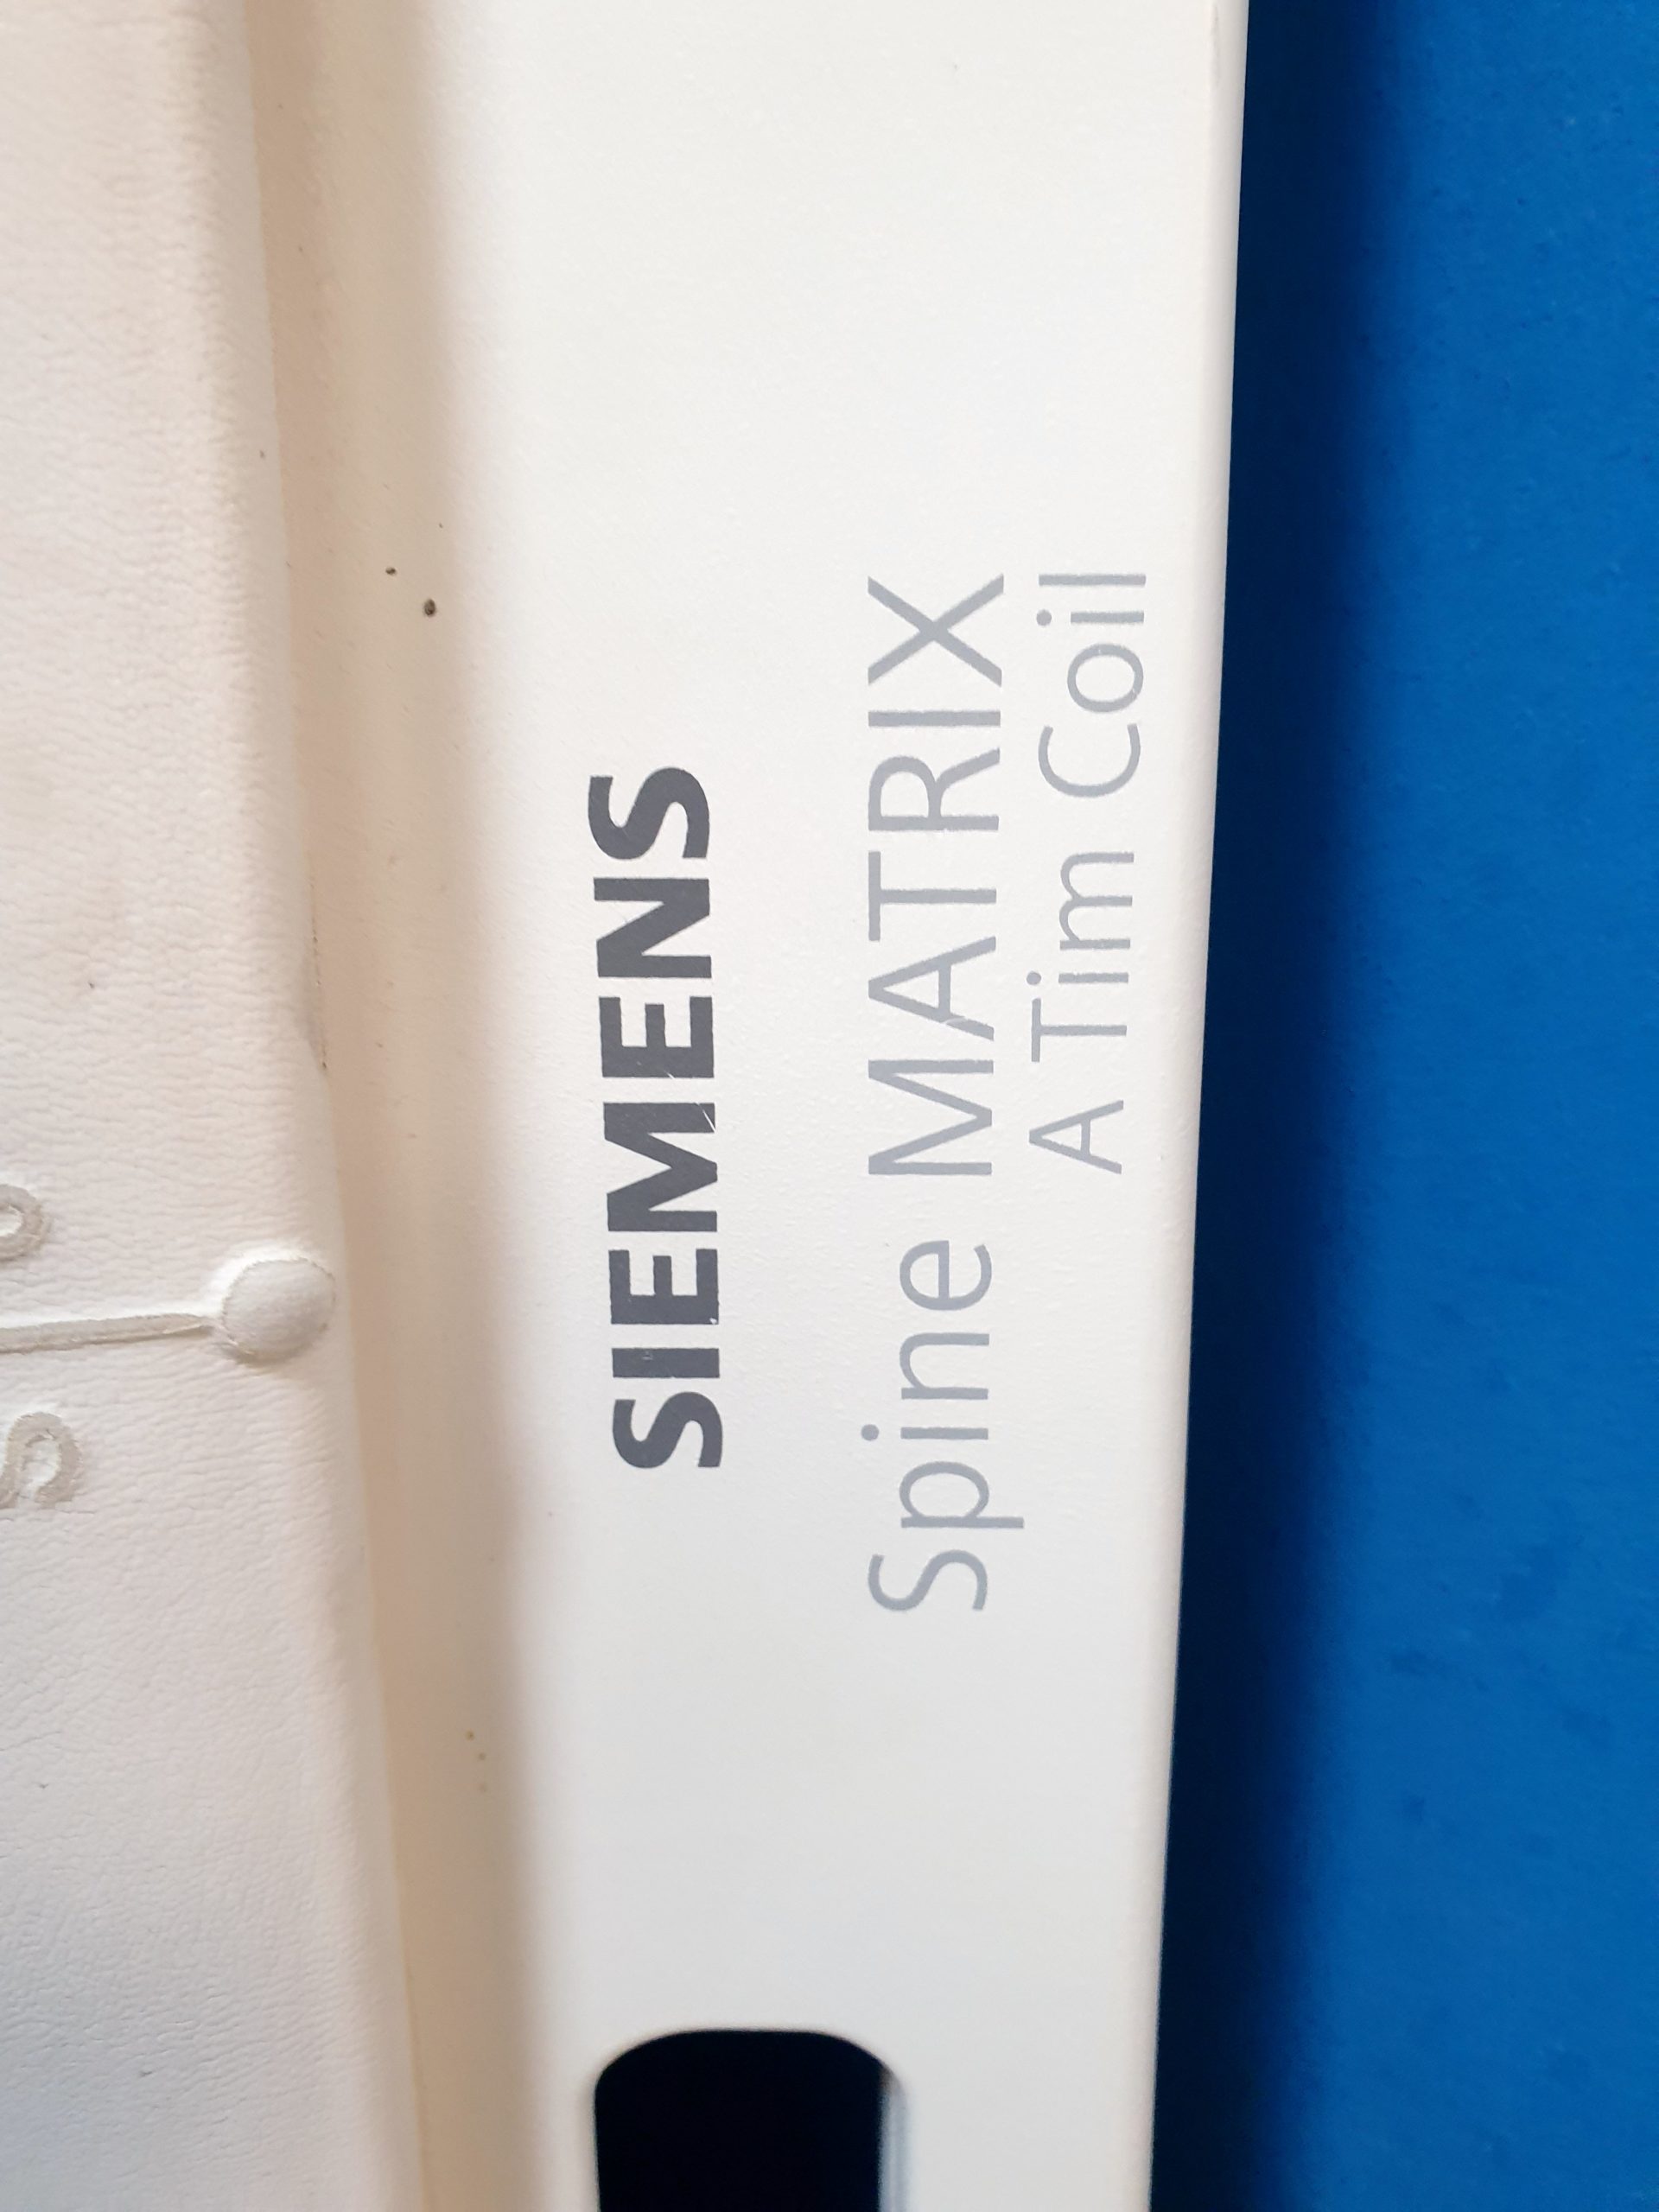 SIEMENS
Spine MATRIX
A Tim Coil